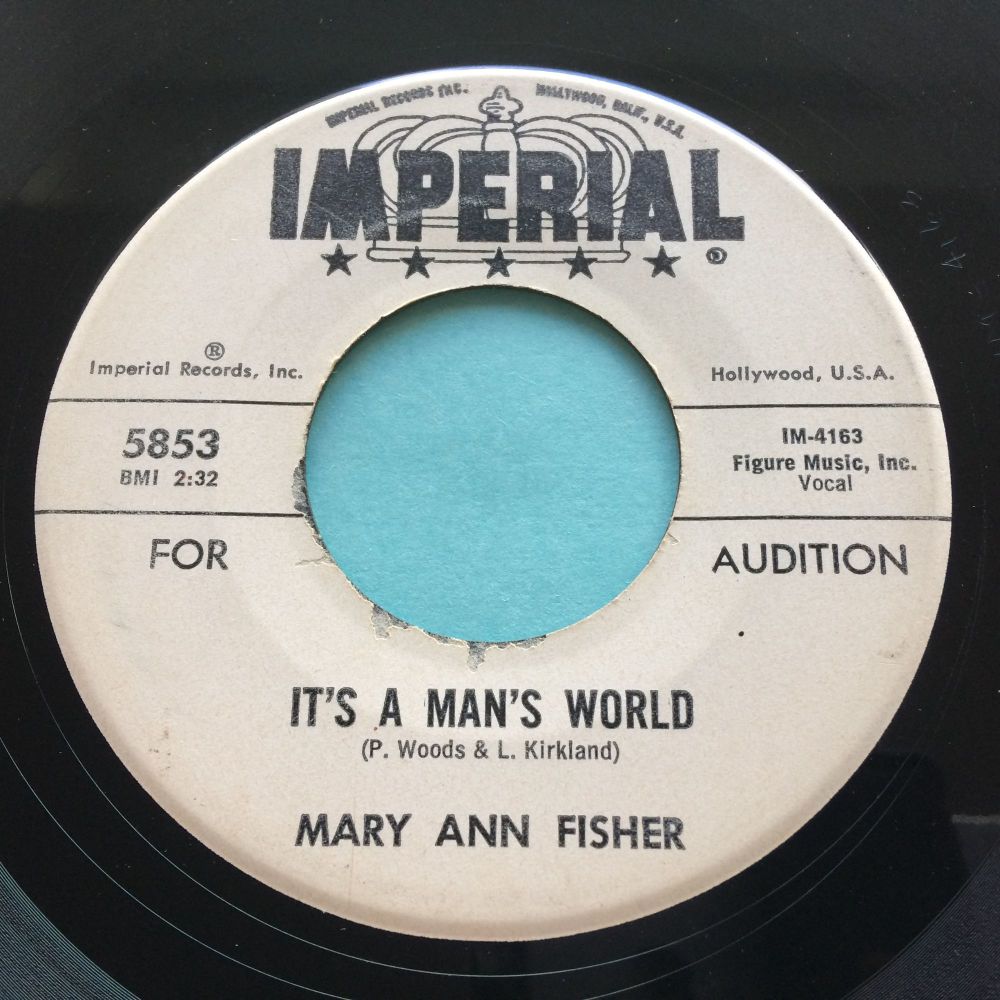 IMPERIAL RECORDS INC. HOLLYWOOD, CALIF., U.S.A.
IMPERIAL
®
Imperial Records, Inc.
Hollywood, U.S.A.
5853
BMI 2:32
IM-4163
Figure Music, Inc.
Vocal
FOR AUDITION
IT'S A MAN'S WORLD
(P. Woods & L. Kirkland)
MARY ANN FISHER